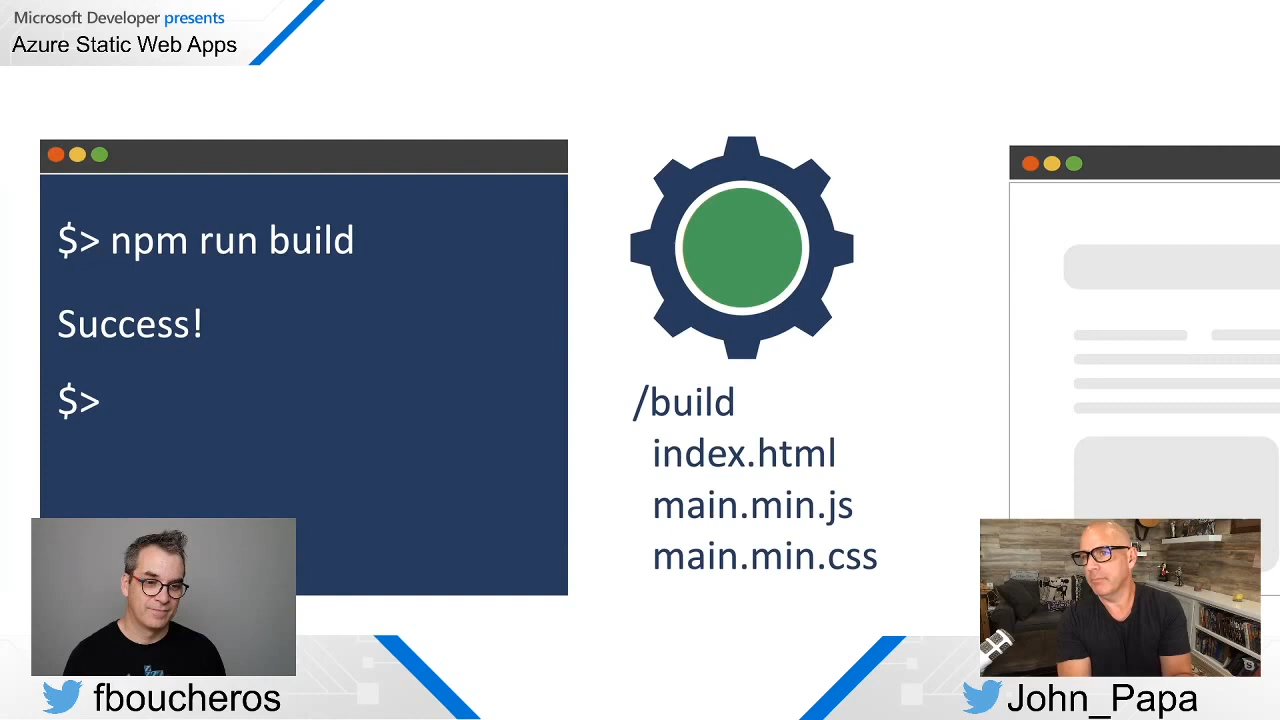 Microsoft Developer presents
Azure Static Web Apps
$> npm run build
Success!
$>
/build
index.html
main.min.js
main.min.css
fboucheros
John_Papa